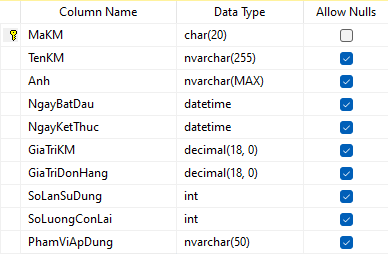 Column Name Data Type Allow Nulls
MaKM char(20)
TenKM nvarchar(255)
Anh nvarchar(MAX)
NgayBatDau datetime
NgayKetThuc datetime
GiaTriKM decimal(18, 0)
GiaTriDonHang decimal(18, 0)
SoLanSuDung int
SoLuongConLai int
PhamViApDung nvarchar(50)